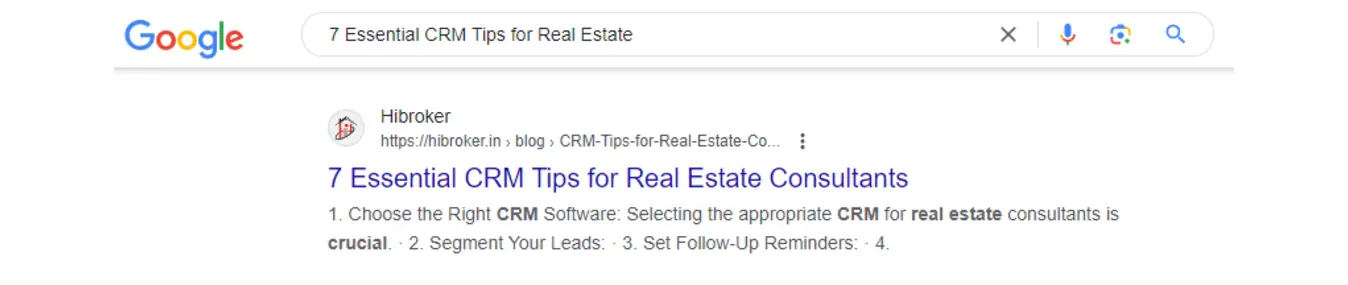 Google
7 Essential CRM Tips for Real Estate
Hibroker
https://hibroker.in › blog › CRM-Tips-for-Real-Estate-Co...
7 Essential CRM Tips for Real Estate Consultants
1. Choose the Right CRM Software: Selecting the appropriate CRM for real estate consultants is
crucial. · 2. Segment Your Leads: · 3. Set Follow-Up Reminders: · 4.